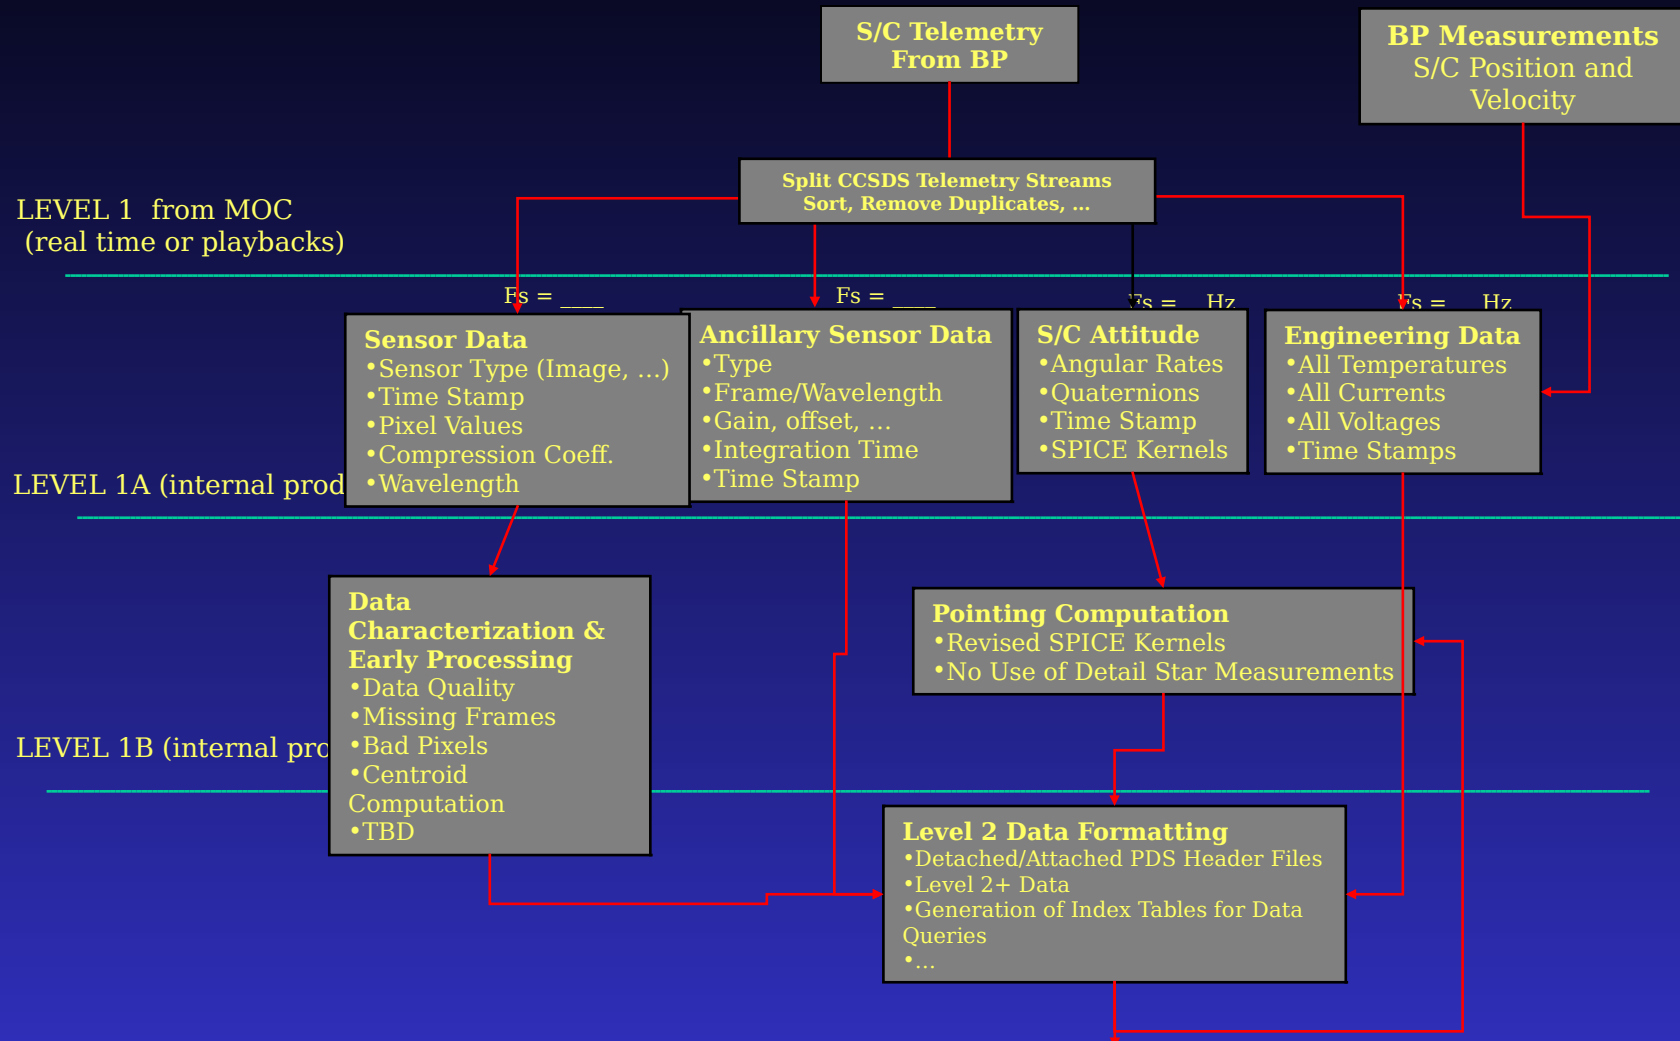 S/C Telemetry
From BP
BP Measurements
S/C Position and
Velocity
Split CCSDS Telemetry Streams
Sort, Remove Duplicates, ...
LEVEL 1  from MOC
(real time or playbacks)
Fs = ____
Fs = ____
Fs = __Hz
Fs = __Hz
Sensor Data
•Sensor Type (Image, …)
•Time Stamp
•Pixel Values
•Compression Coeff.
•Wavelength
Ancillary Sensor Data
•Type
•Frame/Wavelength
•Gain, offset, …
•Integration Time
•Time Stamp
S/C Attitude
•Angular Rates
•Quaternions
•Time Stamp
•SPICE Kernels
Engineering Data
•All Temperatures
•All Currents
•All Voltages
•Time Stamps
LEVEL 1A (internal prod
Data
Characterization &
Early Processing
•Data Quality
•Missing Frames
•Bad Pixels
•Centroid
Computation
•TBD
Pointing Computation
•Revised SPICE Kernels
•No Use of Detail Star Measurements
LEVEL 1B (internal pro
Level 2 Data Formatting
•Detached/Attached PDS Header Files
•Level 2+ Data
•Generation of Index Tables for Data
Queries
•…